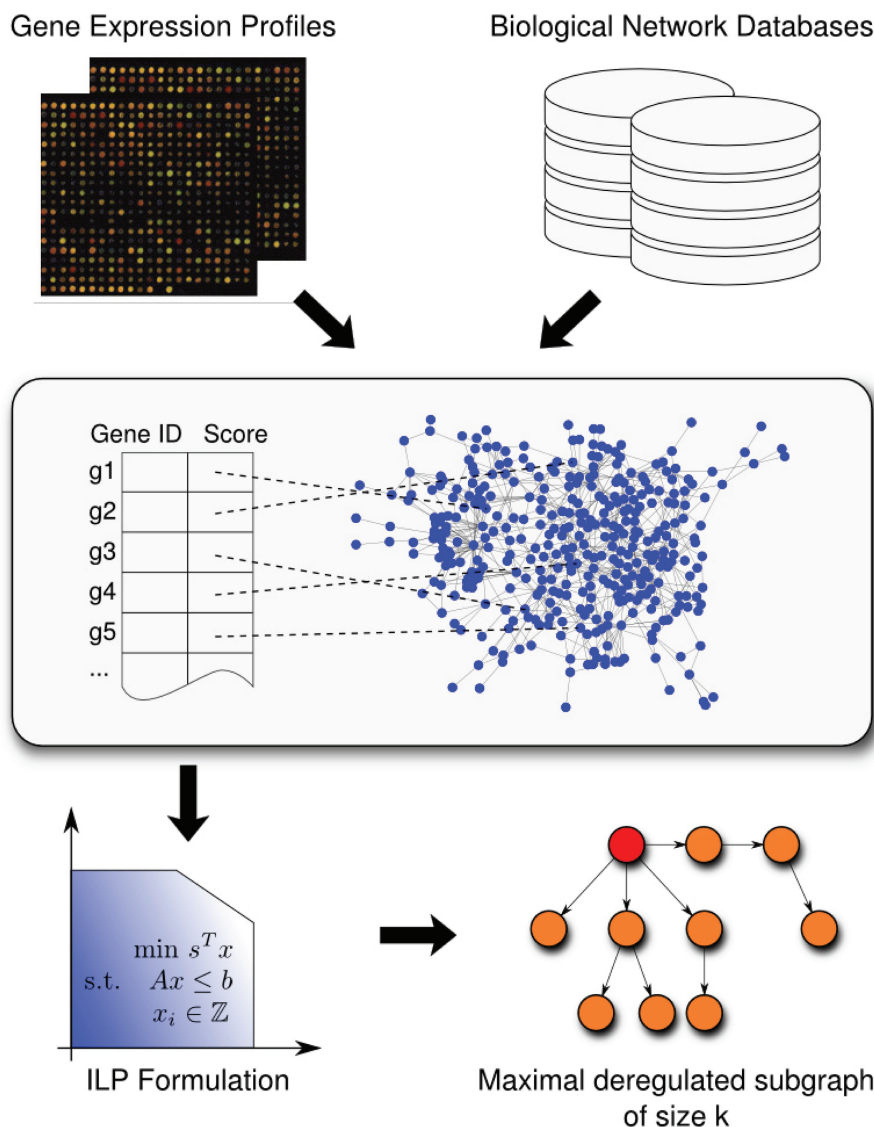 Gene Expression Profiles
Biological Network Databases
Gene ID Score
g1
g2
g3
g4
g5
...
min s^T x
s.t. Ax ≤ b
x_i ∈ ℤ
ILP Formulation
Maximal deregulated subgraph
of size k